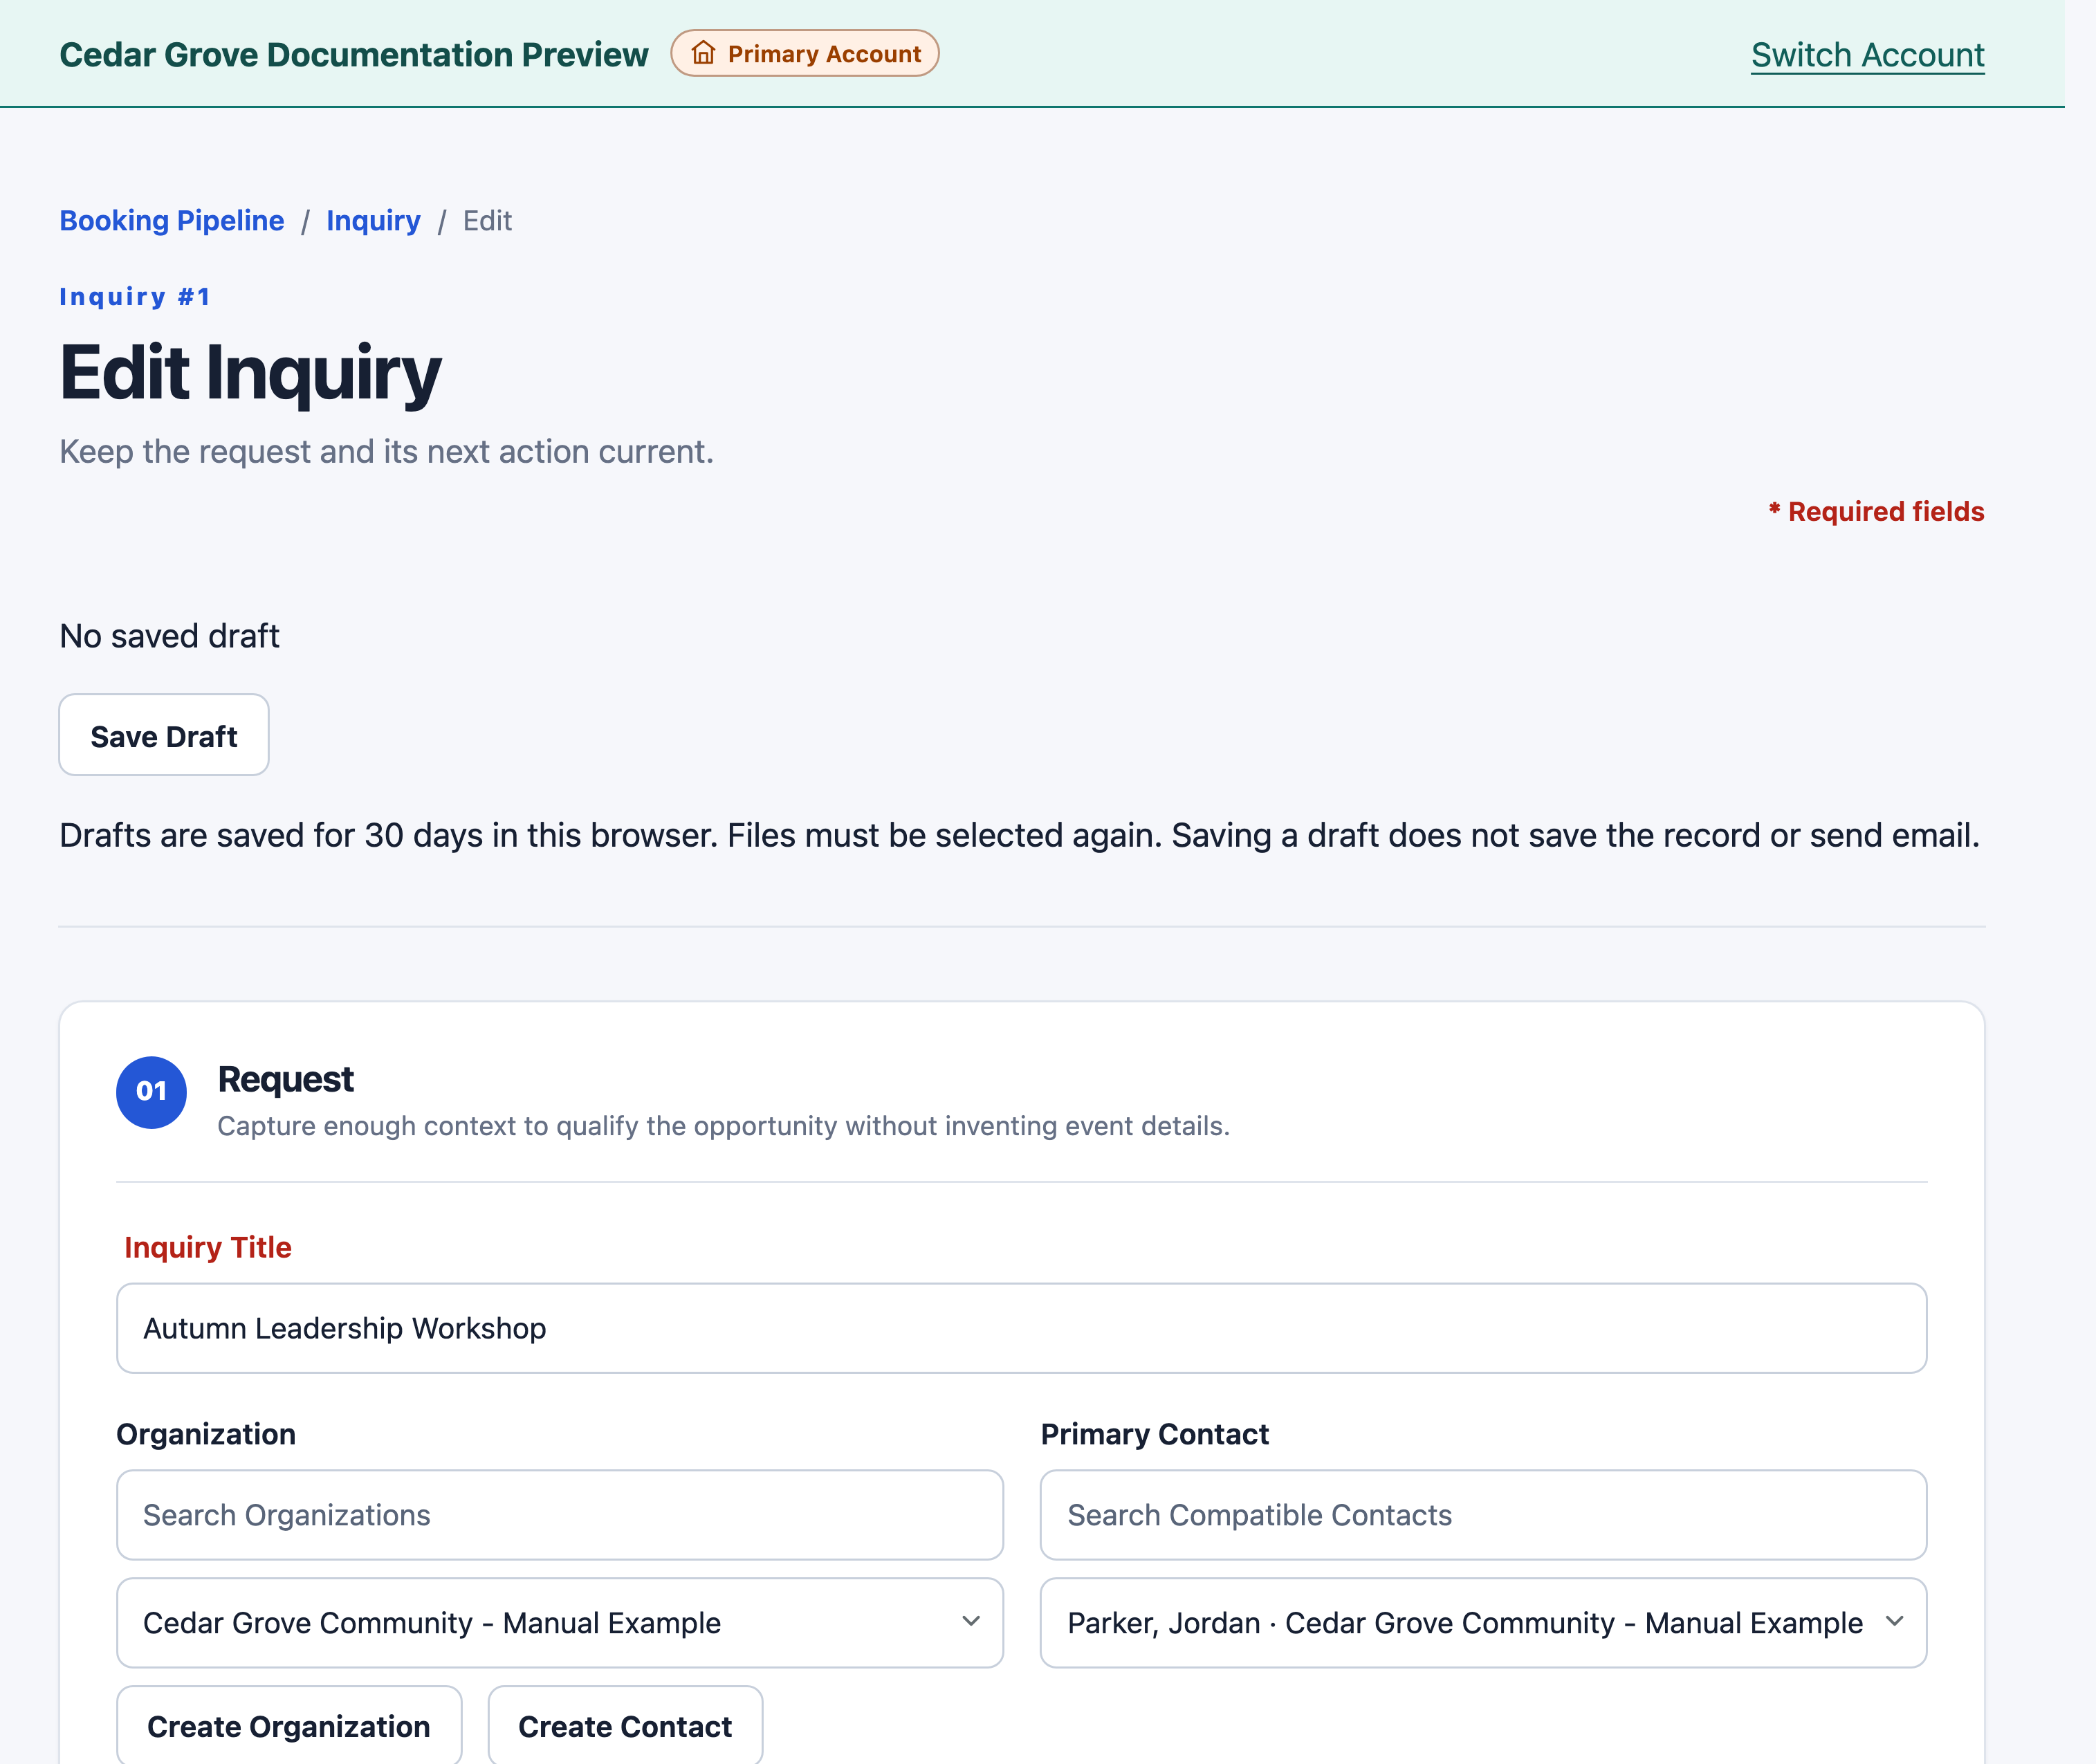 Cedar Grove Documentation Preview Primary Account Switch Account
Booking Pipeline / Inquiry / Edit
Inquiry #1
Edit Inquiry
Keep the request and its next action current.
* Required fields
No saved draft
Save Draft
Drafts are saved for 30 days in this browser. Files must be selected again. Saving a draft does not save the record or send email.
01 Request
Capture enough context to qualify the opportunity without inventing event details.
Inquiry Title
Autumn Leadership Workshop
Organization Primary Contact
Search Organizations Search Compatible Contacts
Cedar Grove Community - Manual Example Parker, Jordan · Cedar Grove Community - Manual Example
Create Organization Create Contact